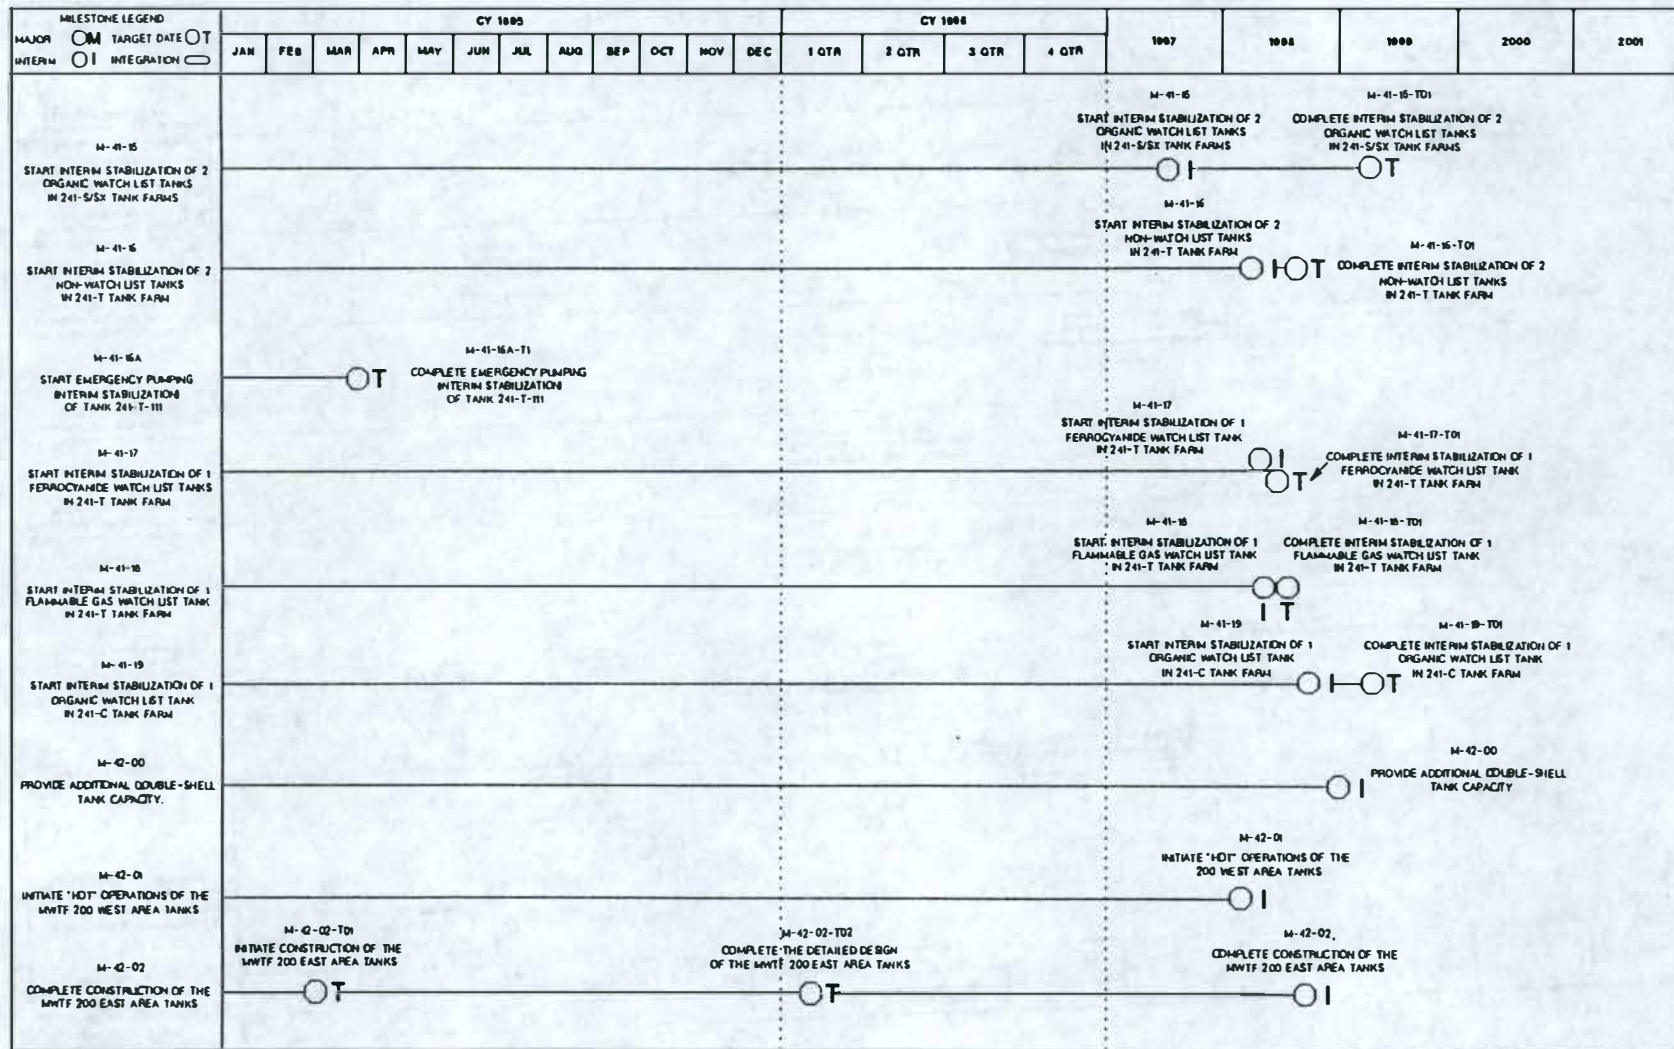 MILESTONE LEGEND
MAJOR M TARGET DATE T
INTERIM I INTEGRATION
CY 1995
CY 1996
JAN FEB MAR APR MAY JUN JUL AUG SEP OCT NOV DEC 1 QTR 2 QTR 3 QTR 4 QTR 1997 1998 1999 2000 2001
M-41-15
START INTERIM STABILIZATION OF 2
ORGANIC WATCH LIST TANKS
IN 241-S/SX TANK FARMS
M-41-15
START INTERIM STABILIZATION OF 2
ORGANIC WATCH LIST TANKS
IN 241-S/SX TANK FARMS
I
M-41-15-T01
COMPLETE INTERIM STABILIZATION OF 2
ORGANIC WATCH LIST TANKS
IN 241-S/SX TANK FARMS
T
M-41-16
START INTERIM STABILIZATION OF 2
NON-WATCH LIST TANKS
IN 241-T TANK FARM
M-41-16
START INTERIM STABILIZATION OF 2
NON-WATCH LIST TANKS
IN 241-T TANK FARM
I
T
M-41-16-T01
COMPLETE INTERIM STABILIZATION OF 2
NON-WATCH LIST TANKS
IN 241-T TANK FARM
M-41-16A
START EMERGENCY PUMPING
INTERIM STABILIZATION
OF TANK 241-T-111
T
M-41-16A-T1
COMPLETE EMERGENCY PUMPING
INTERIM STABILIZATION
OF TANK 241-T-111
M-41-17
START INTERIM STABILIZATION OF 1
FERROCYANIDE WATCH LIST TANKS
IN 241-T TANK FARM
M-41-17
START INTERIM STABILIZATION OF 1
FERROCYANIDE WATCH LIST TANK
IN 241-T TANK FARM
I
T
M-41-17-T01
COMPLETE INTERIM STABILIZATION OF 1
FERROCYANIDE WATCH LIST TANK
IN 241-T TANK FARM
M-41-18
START INTERIM STABILIZATION OF 1
FLAMMABLE GAS WATCH LIST TANK
IN 241-T TANK FARM
M-41-18
START INTERIM STABILIZATION OF 1
FLAMMABLE GAS WATCH LIST TANK
IN 241-T TANK FARM
M-41-18-T01
COMPLETE INTERIM STABILIZATION OF 1
FLAMMABLE GAS WATCH LIST TANK
IN 241-T TANK FARM
I T
M-41-19
START INTERIM STABILIZATION OF 1
ORGANIC WATCH LIST TANK
IN 241-C TANK FARM
M-41-19
START INTERIM STABILIZATION OF 1
ORGANIC WATCH LIST TANK
IN 241-C TANK FARM
I
T
M-41-19-T01
COMPLETE INTERIM STABILIZATION OF 1
ORGANIC WATCH LIST TANK
IN 241-C TANK FARM
M-42-00
PROVIDE ADDITIONAL DOUBLE-SHELL
TANK CAPACITY.
I
M-42-00
PROVIDE ADDITIONAL DOUBLE-SHELL
TANK CAPACITY
M-42-01
INITIATE "HOT" OPERATIONS OF THE
MWTF 200 WEST AREA TANKS
M-42-01
INITIATE "HOT" OPERATIONS OF THE
200 WEST AREA TANKS
I
M-42-02
COMPLETE CONSTRUCTION OF THE
MWTF 200 EAST AREA TANKS
M-42-02-T01
INITIATE CONSTRUCTION OF THE
MWTF 200 EAST AREA TANKS
T
M-42-02-T02
COMPLETE THE DETAILED DESIGN
OF THE MWTF 200 EAST AREA TANKS
T
M-42-02.
COMPLETE CONSTRUCTION OF THE
MWTF 200 EAST AREA TANKS
I